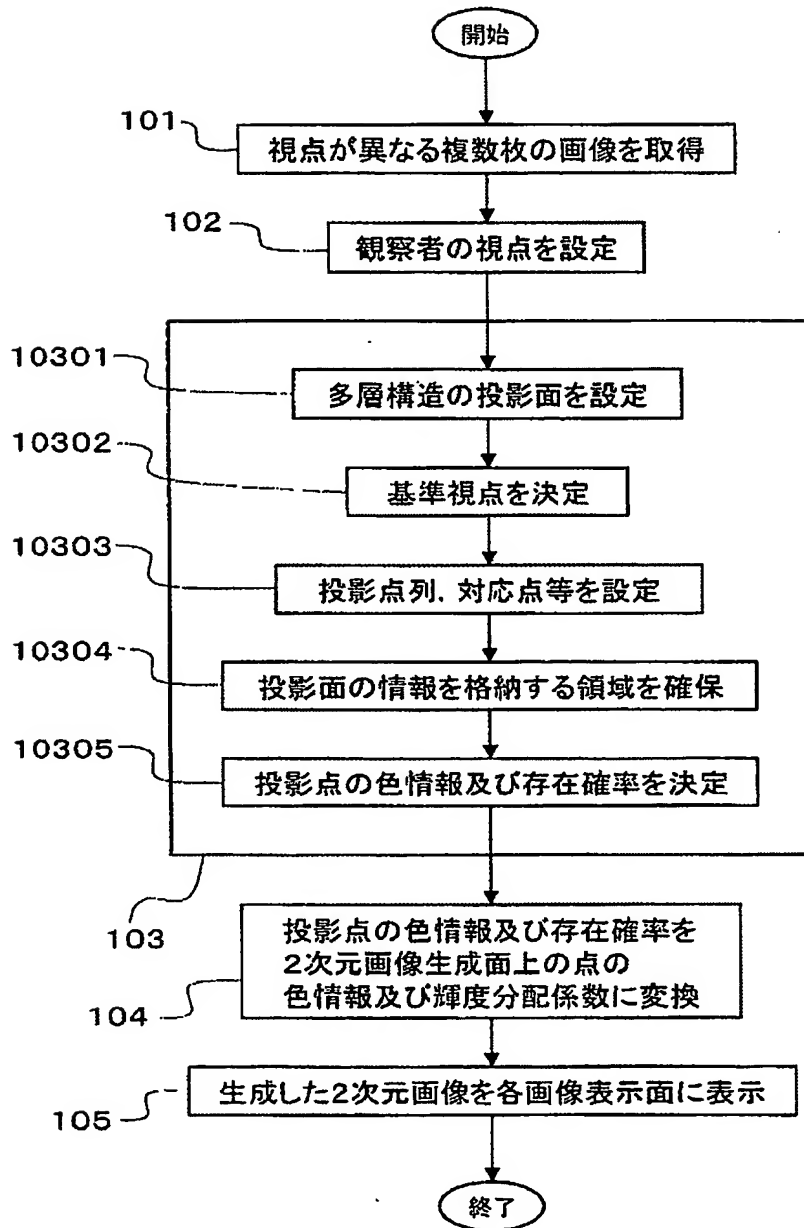 開始
101
視点が異なる複数枚の画像を取得
102
観察者の視点を設定
10301
多層構造の投影面を設定
10302
基準視点を決定
10303
投影点列、対応点等を設定
10304
投影面の情報を格納する領域を確保
10305
投影点の色情報及び存在確率を決定
103
投影点の色情報及び存在確率を
2次元画像生成面上の点の
色情報及び輝度分配係数に変換
104
生成した2次元画像を各画像表示面に表示
105
終了